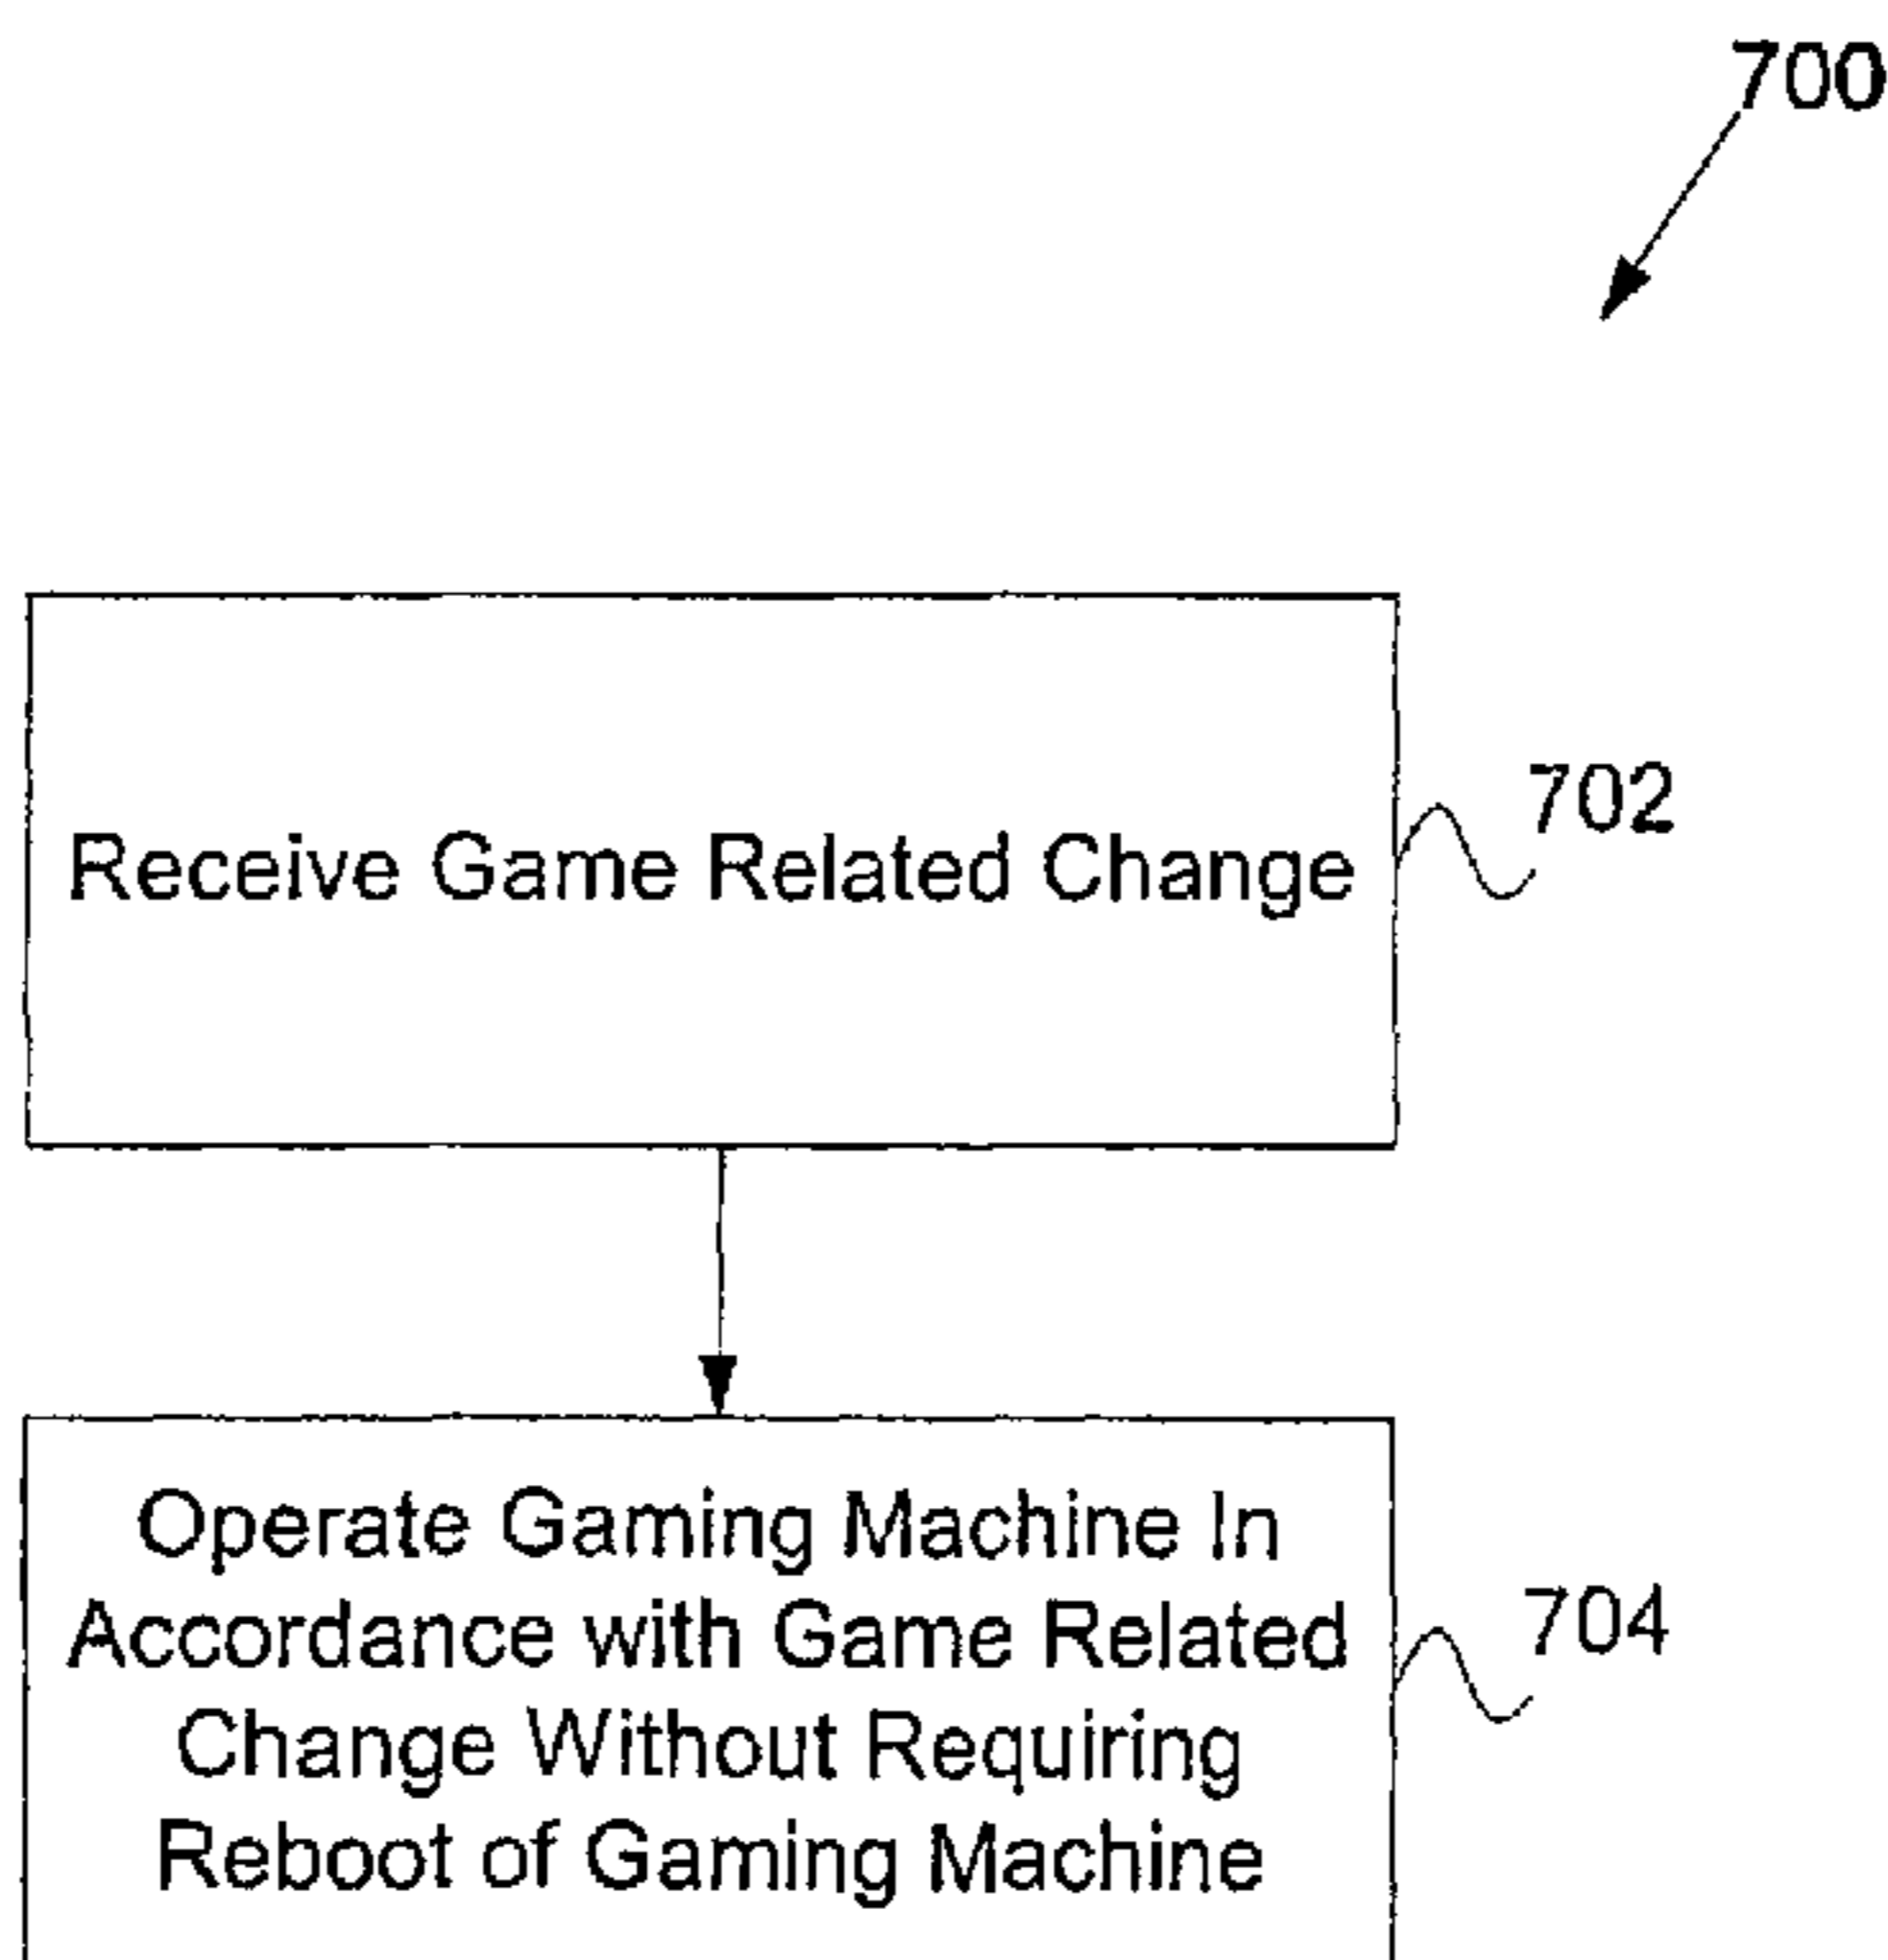 700
Receive Game Related Change
702
Operate Gaming Machine In
Accordance with Game Related
Change Without Requiring
Reboot of Gaming Machine
704